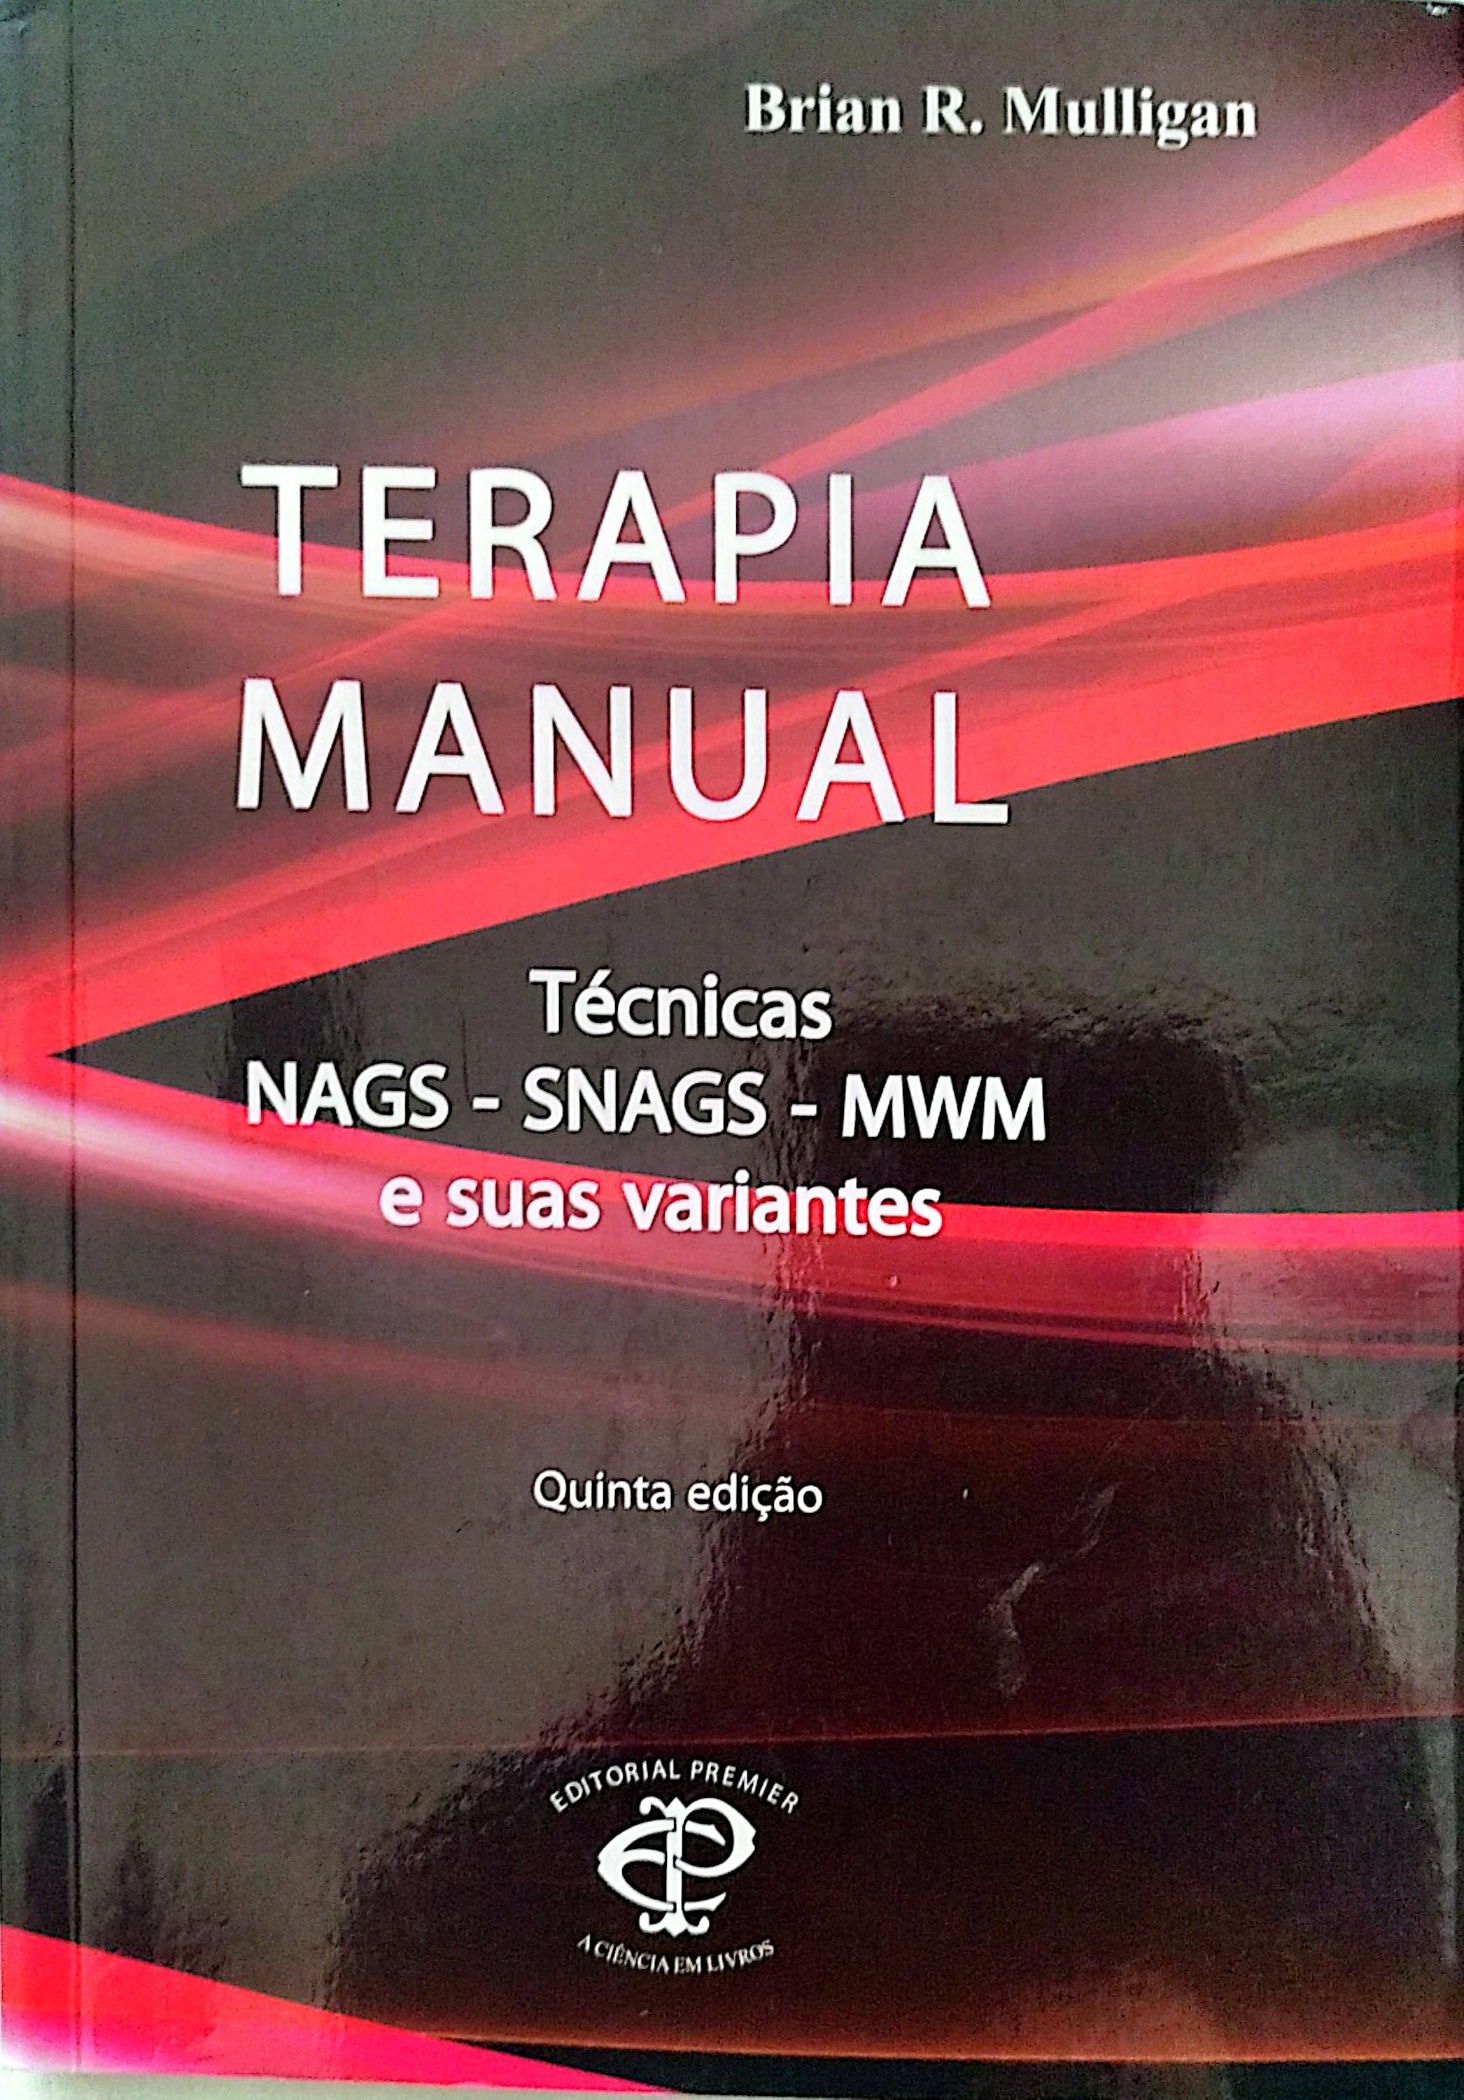 Brian R. Mulligan
TERAPIA
MANUAL
Técnicas
NAGS - SNAGS - MWM
e suas variantes
Quinta edição
EDITORIAL PREMIER
EP
A CIÊNCIA EM LIVROS